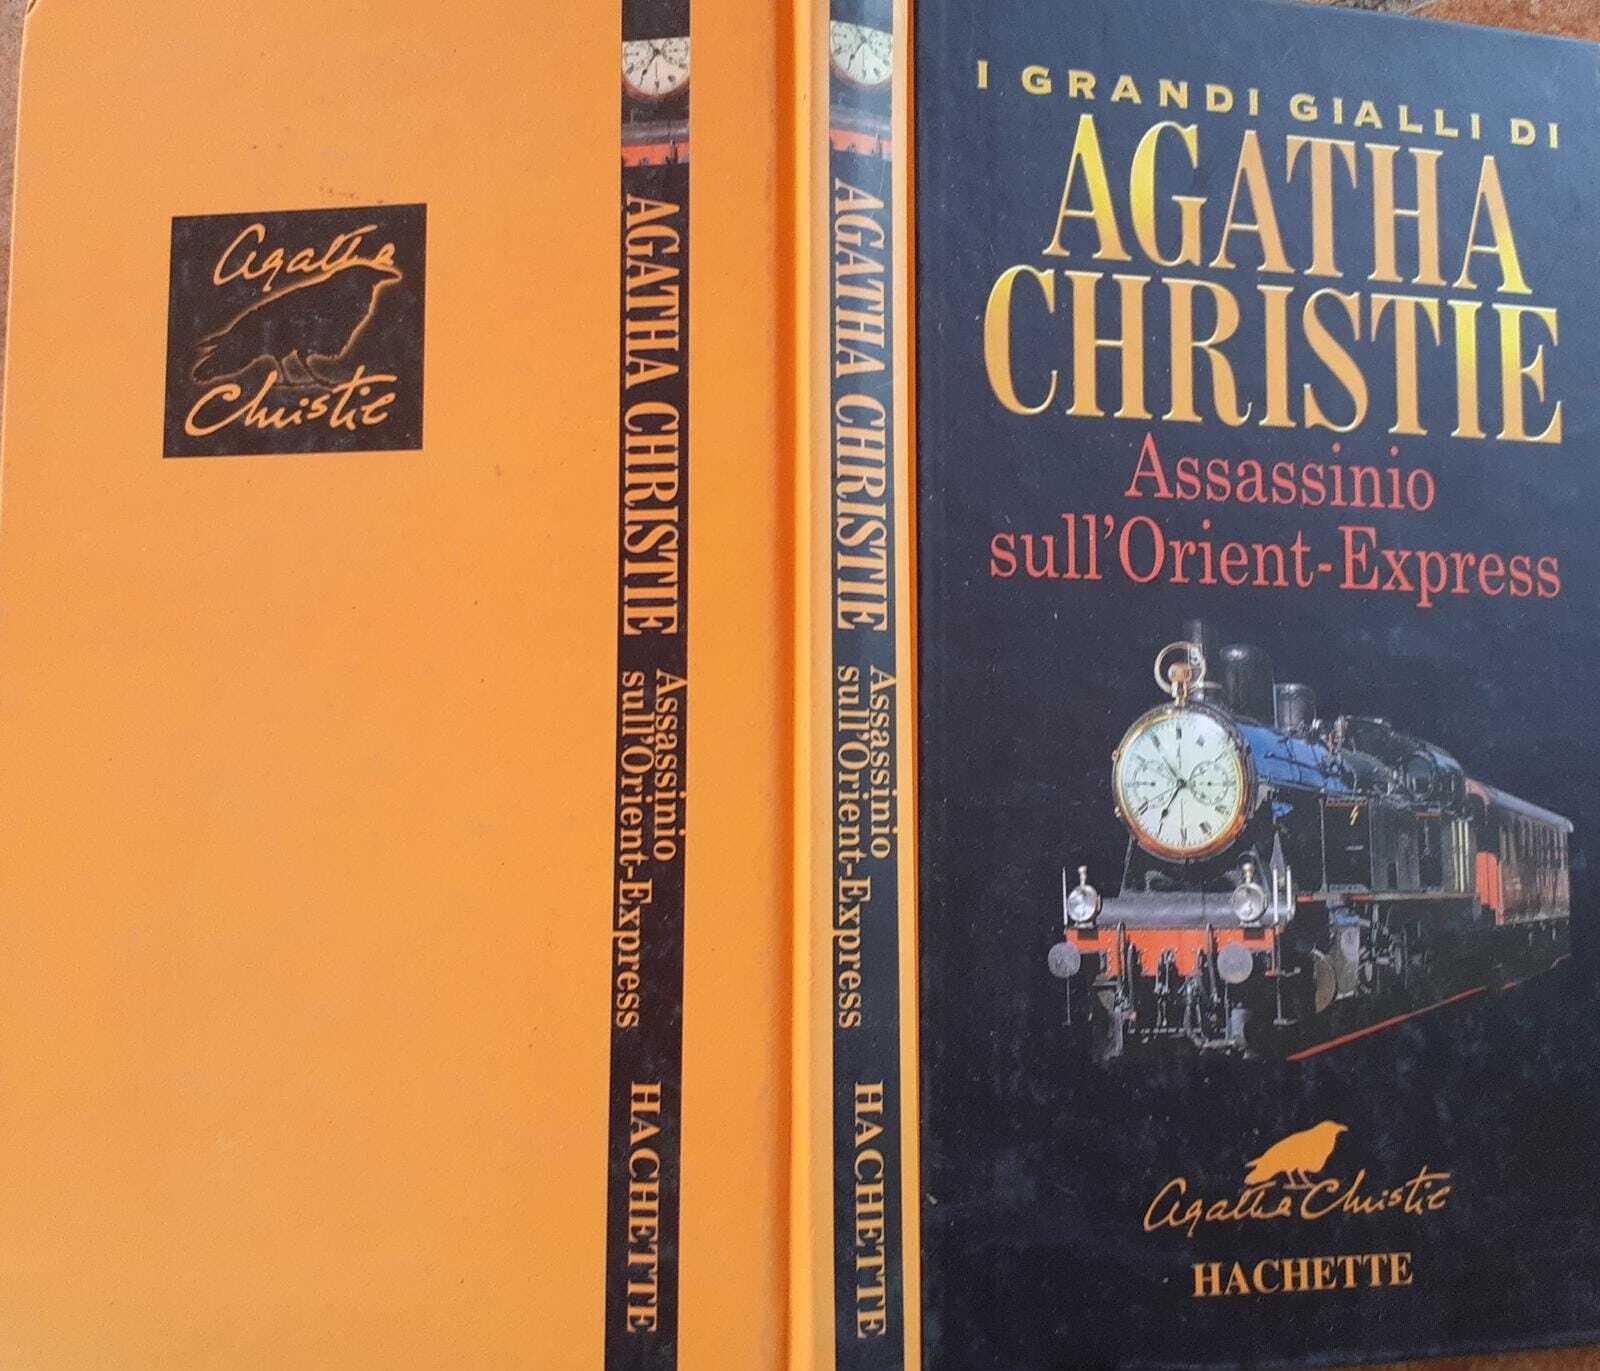 Agatha
Christie
AGATHA CHRISTIE
Assassinio
sull'Orient-Express
HACHETTE
AGATHA CHRISTIE
Assassinio
sull'Orient-Express
HACHETTE
I GRANDI GIALLI DI
AGATHA
CHRISTIE
Assassinio
sull'Orient-Express
Agatha Christie
HACHETTE